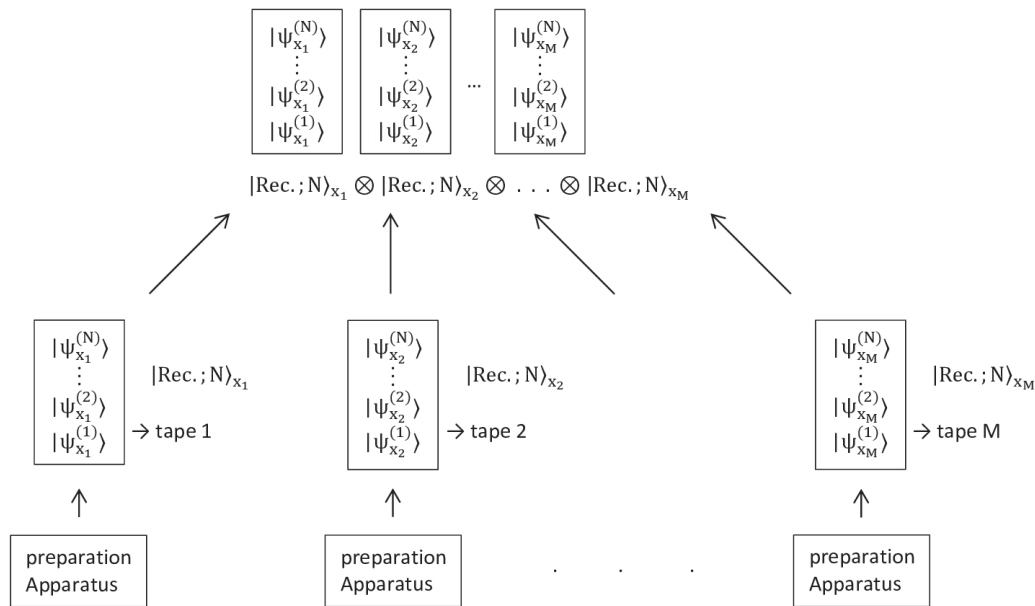 |ψ_{x_1}^{(N)}⟩ |ψ_{x_2}^{(N)}⟩ |ψ_{x_M}^{(N)}⟩
⋮ ⋮ ⋮
|ψ_{x_1}^{(2)}⟩ |ψ_{x_2}^{(2)}⟩ ... |ψ_{x_M}^{(2)}⟩
|ψ_{x_1}^{(1)}⟩ |ψ_{x_2}^{(1)}⟩ |ψ_{x_M}^{(1)}⟩
|Rec.;N⟩_{x_1} ⊗ |Rec.;N⟩_{x_2} ⊗ . . . ⊗ |Rec.;N⟩_{x_M}
|ψ_{x_1}^{(N)}⟩ |ψ_{x_2}^{(N)}⟩ |ψ_{x_M}^{(N)}⟩
⋮ |Rec.;N⟩_{x_1} ⋮ |Rec.;N⟩_{x_2} ⋮ |Rec.;N⟩_{x_M}
|ψ_{x_1}^{(2)}⟩ |ψ_{x_2}^{(2)}⟩ |ψ_{x_M}^{(2)}⟩
|ψ_{x_1}^{(1)}⟩ → tape 1 |ψ_{x_2}^{(1)}⟩ → tape 2 |ψ_{x_M}^{(1)}⟩ → tape M
preparation preparation . . . preparation
Apparatus Apparatus Apparatus